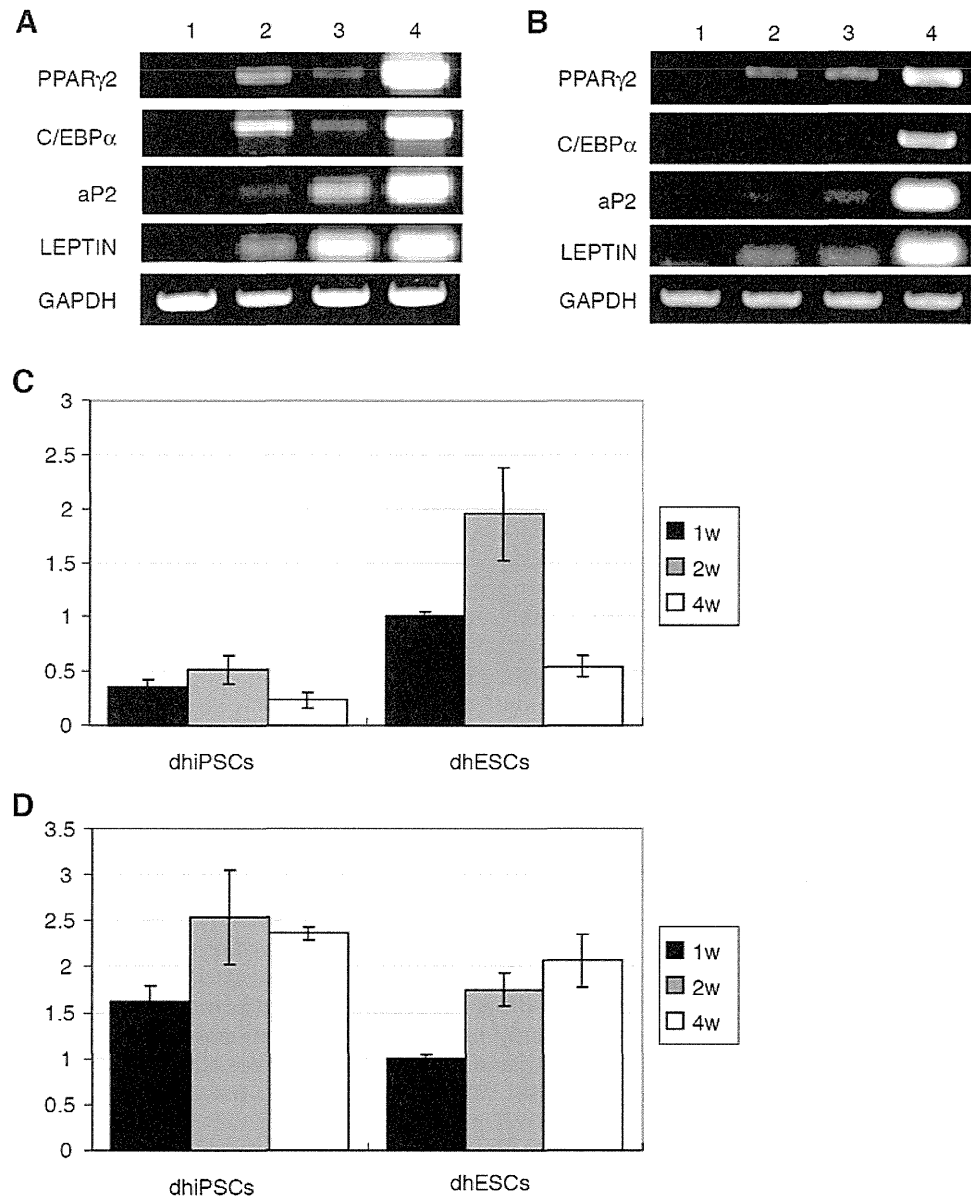 A
1 2 3 4
PPARγ2
C/EBPα
aP2
LEPTIN
GAPDH
B
1 2 3 4
PPARγ2
C/EBPα
aP2
LEPTIN
GAPDH
C
3
2.5
2
1.5
1
0.5
0
dhiPSCs dhESCs
1w
2w
4w
D
3.5
3
2.5
2
1.5
1
0.5
0
dhiPSCs dhESCs
1w
2w
4w